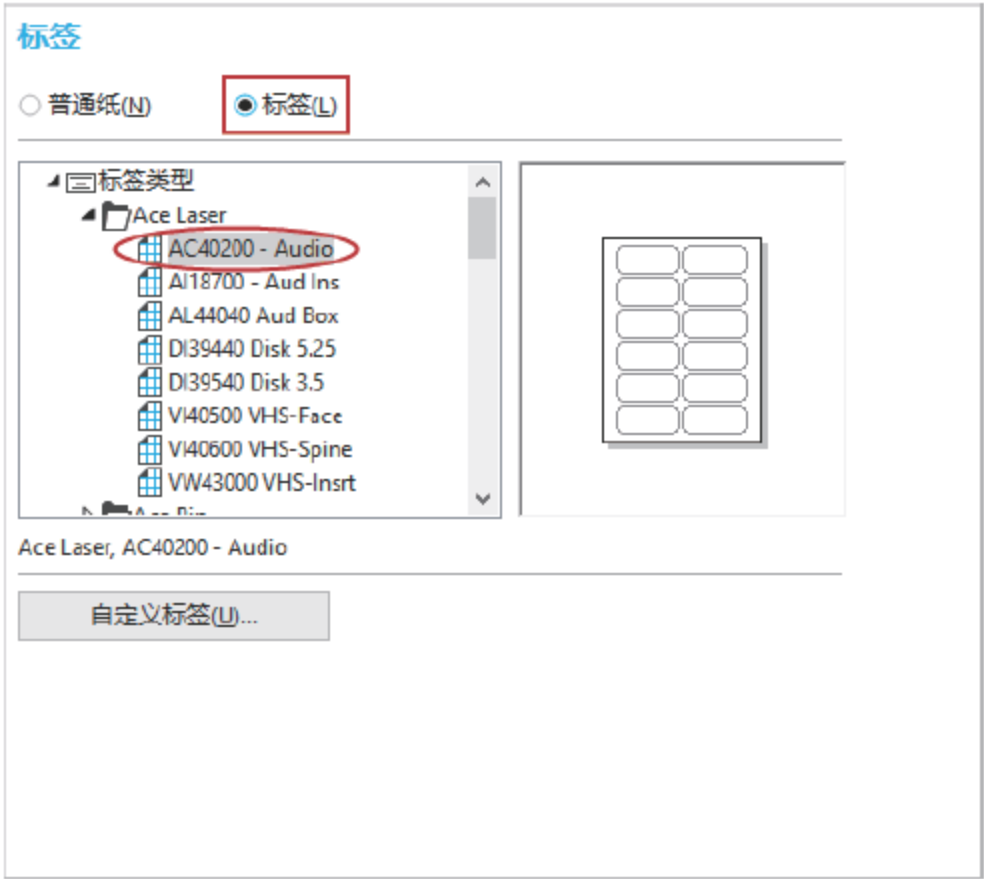 标签
普通纸(N) 标签(L)
标签类型
Ace Laser
AC40200 - Audio
AI18700 - Aud Ins
AL44040 Aud Box
DI39440 Disk 5.25
DI39540 Disk 3.5
VI40500 VHS-Face
VI40600 VHS-Spine
VW43000 VHS-Insrt
Ace Laser, AC40200 - Audio
自定义标签(U)...